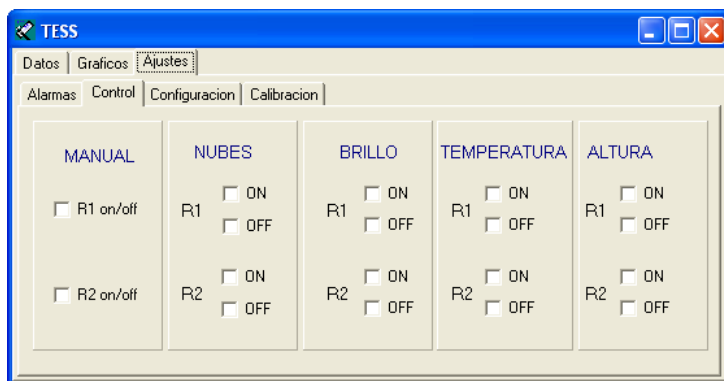 TESS
Datos Graficos Ajustes
Alarmas Control Configuracion Calibracion
MANUAL NUBES BRILLO TEMPERATURA ALTURA
ON ON ON ON
R1 on/off R1 R1 R1 R1
OFF OFF OFF OFF
ON ON ON ON
R2 on/off R2 R2 R2 R2
OFF OFF OFF OFF